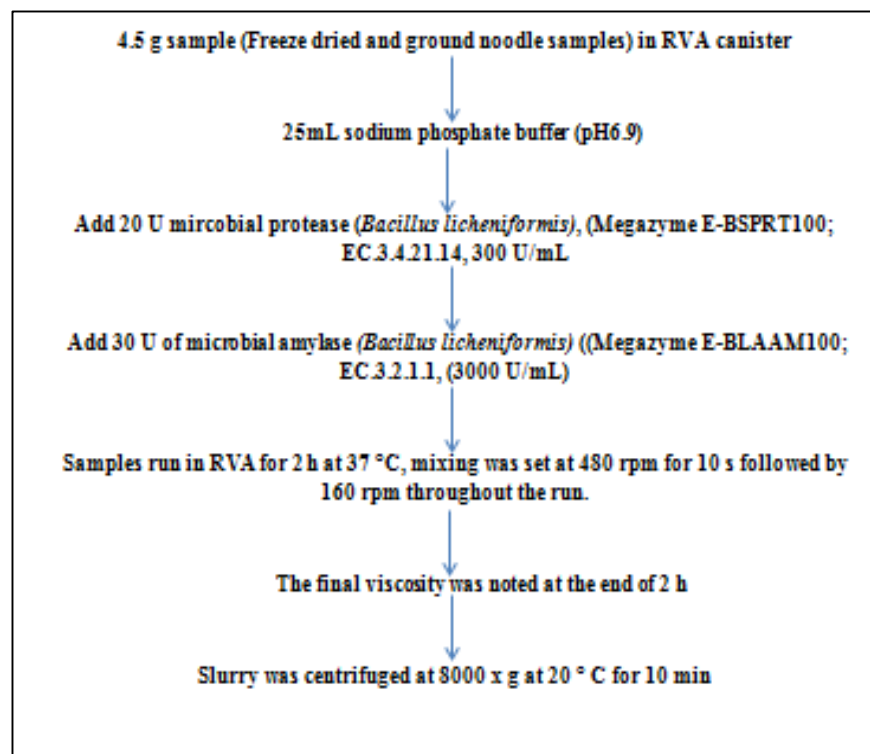 4.5 g sample (Freeze dried and ground noodle samples) in RVA canister
25mL sodium phosphate buffer (pH6.9)
Add 20 U mircobial protease (Bacillus licheniformis), (Megazyme E-BSPRT100;
EC.3.4.21.14, 300 U/mL
Add 30 U of microbial amylase (Bacillus licheniformis) ((Megazyme E-BLAAM100;
EC.3.2.1.1, (3000 U/mL)
Samples run in RVA for 2 h at 37 °C, mixing was set at 480 rpm for 10 s followed by
160 rpm throughout the run.
The final viscosity was noted at the end of 2 h
Slurry was centrifuged at 8000 x g at 20 ° C for 10 min